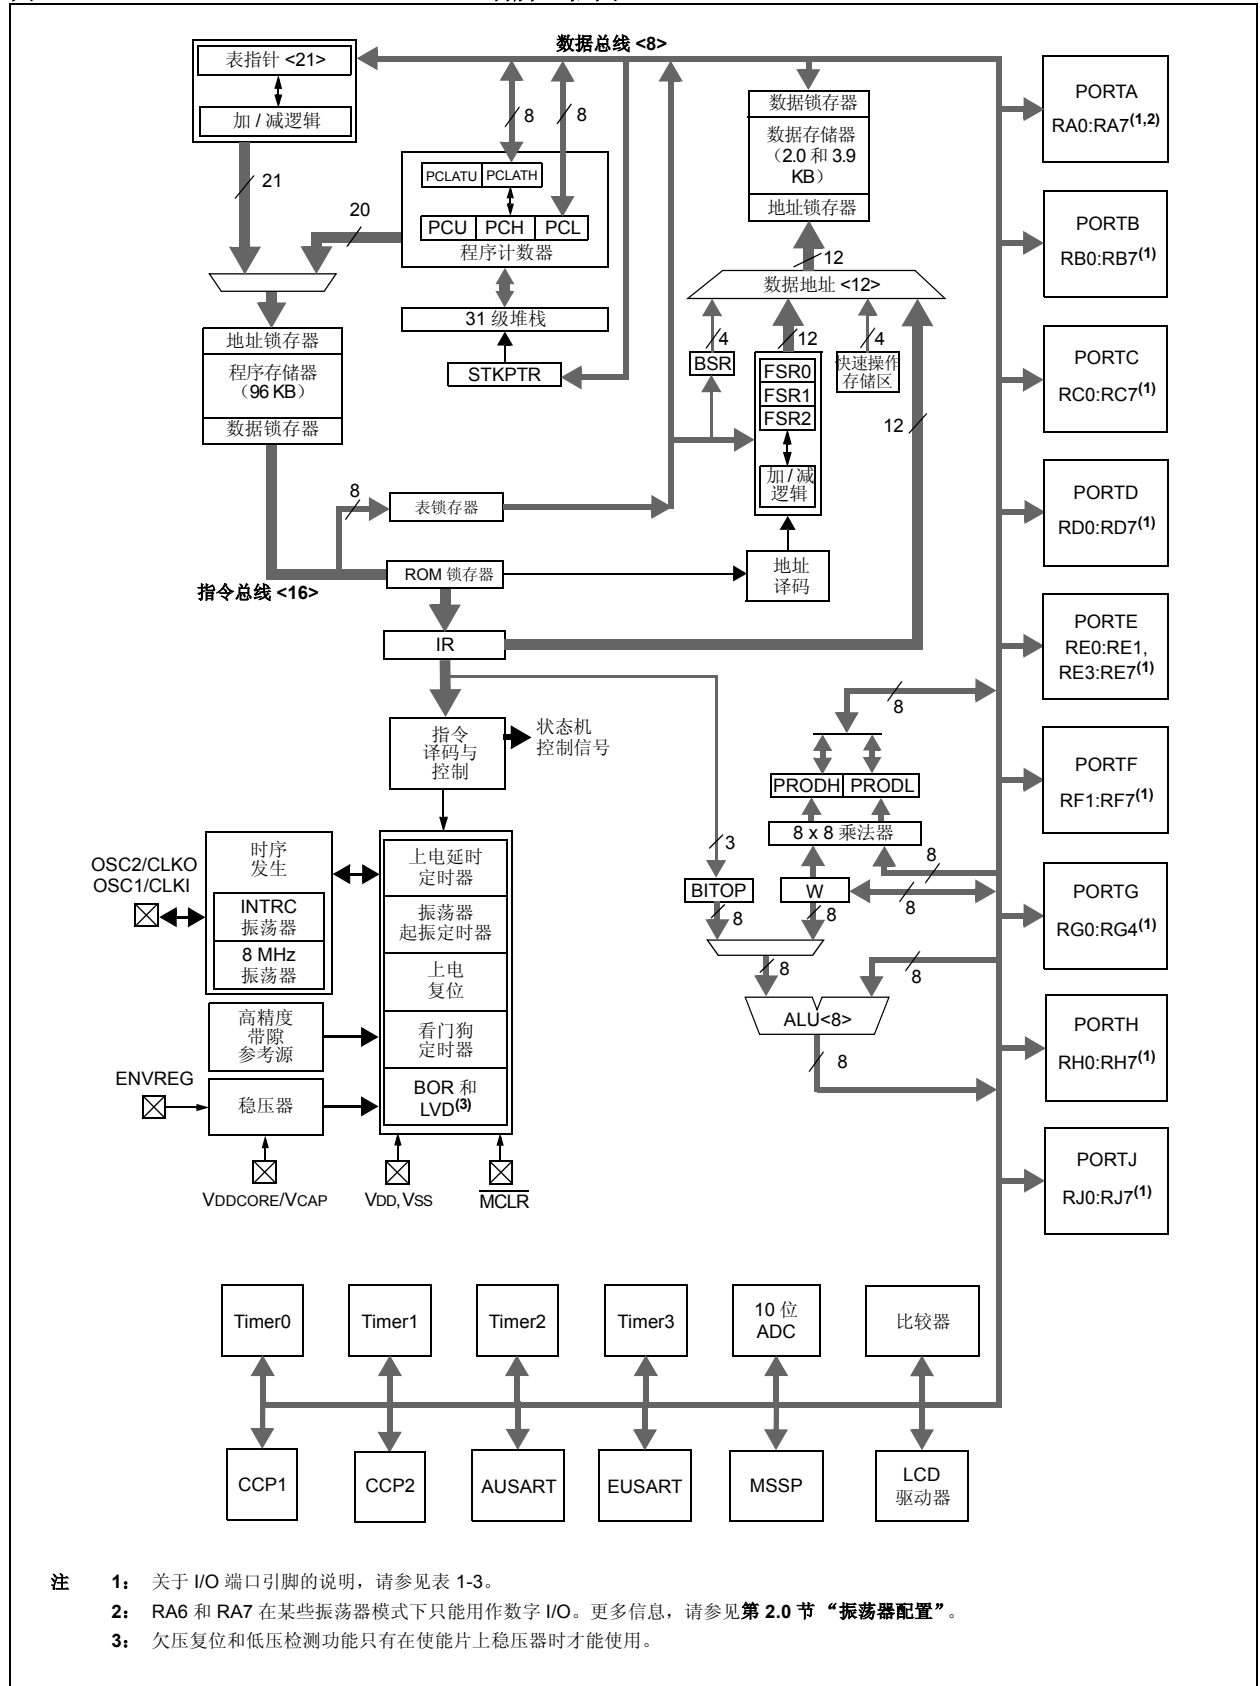 数据总线 <8>
表指针 <21>
加 / 减逻辑
21
20
8
8
PCLATU PCLATH
PCU PCH PCL
程序计数器
31 级堆栈
STKPTR
数据锁存器
数据存储器
（2.0 和 3.9
KB）
地址锁存器
12
数据地址 <12>
4
12
4
BSR
FSR0
FSR1
FSR2
加 / 减
逻辑
快速操作
存储区
12
地址锁存器
程序存储器
（96 KB）
数据锁存器
8
表锁存器
ROM 锁存器
地址
译码
指令总线 <16>
IR
指令
译码与
控制
状态机
控制信号
8
PRODH PRODL
8 x 8 乘法器
3
8
BITOP
W
8
8
8
8
8
ALU<8>
8
OSC2/CLKO
OSC1/CLKI
时序
发生
INTRC
振荡器
8 MHz
振荡器
上电延时
定时器
振荡器
起振定时器
上电
复位
看门狗
定时器
BOR 和
LVD(3)
高精度
带隙
参考源
ENVREG
稳压器
VDDCORE/VCAP
VDD, VSS
MCLR
PORTA
RA0:RA7(1,2)
PORTB
RB0:RB7(1)
PORTC
RC0:RC7(1)
PORTD
RD0:RD7(1)
PORTE
RE0:RE1,
RE3:RE7(1)
PORTF
RF1:RF7(1)
PORTG
RG0:RG4(1)
PORTH
RH0:RH7(1)
PORTJ
RJ0:RJ7(1)
Timer0
Timer1
Timer2
Timer3
10 位
ADC
比较器
CCP1
CCP2
AUSART
EUSART
MSSP
LCD
驱动器
注 1： 关于 I/O 端口引脚的说明，请参见表 1-3。
2： RA6 和 RA7 在某些振荡器模式下只能用作数字 I/O。更多信息，请参见第 2.0 节 “振荡器配置”。
3： 欠压复位和低压检测功能只有在使能片上稳压器时才能使用。